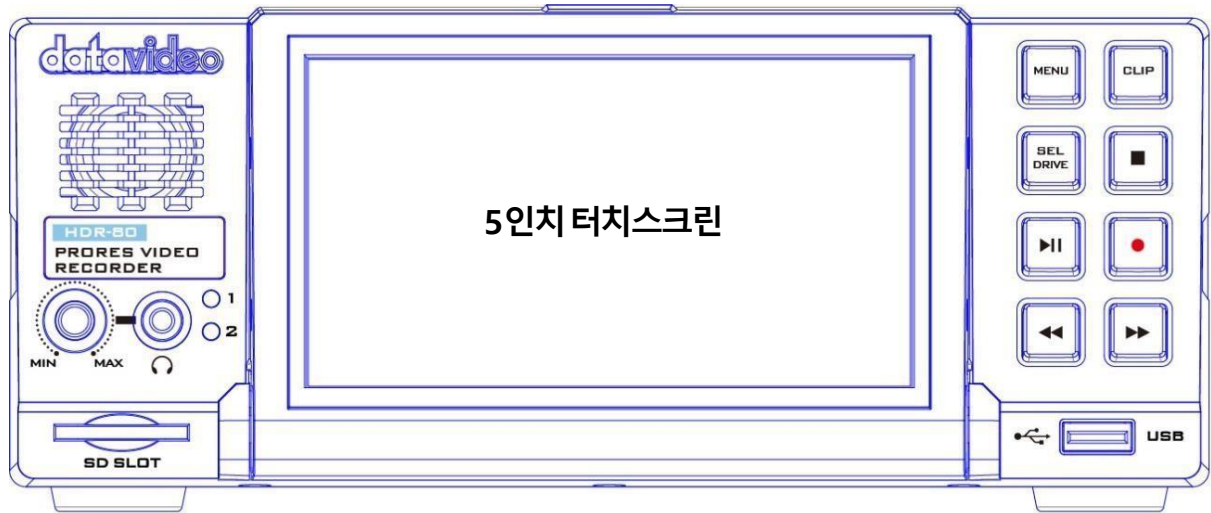 datavideo
HDR-80
PRORES VIDEO
RECORDER
1
2
MIN MAX
SD SLOT
5인치 터치스크린
MENU
CLIP
SEL
DRIVE
USB